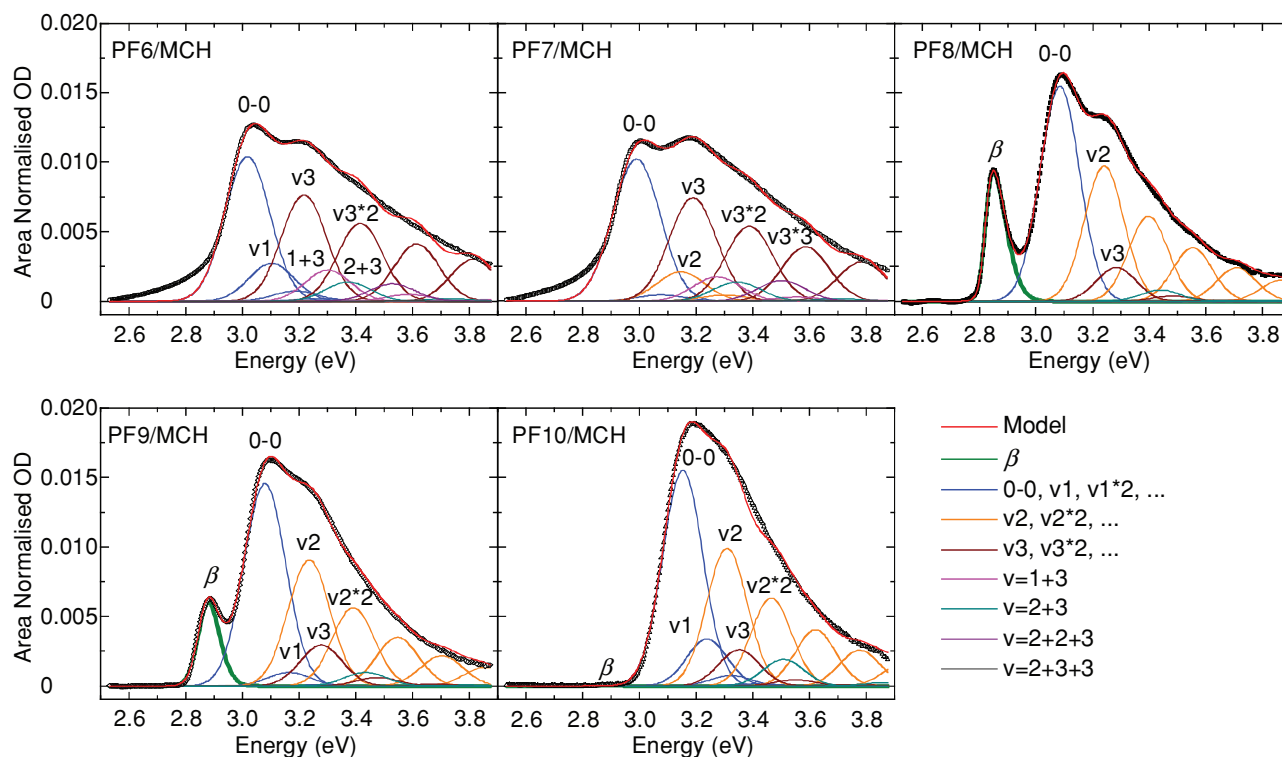 Area Normalised OD
0.020
0.015
0.010
0.005
0
PF6/MCH
0-0
v1
v3
1+3
v3*2
2+3
2.6 2.8 3.0 3.2 3.4 3.6 3.8
Energy (eV)
PF7/MCH
0-0
v3
v2
v3*2
v3*3
2.6 2.8 3.0 3.2 3.4 3.6 3.8
Energy (eV)
PF8/MCH
0-0
β
v2
v3
2.6 2.8 3.0 3.2 3.4 3.6 3.8
Energy (eV)
Area Normalised OD
0.020
0.015
0.010
0.005
0
PF9/MCH
0-0
β
v2
v2*2
v3
v1
2.6 2.8 3.0 3.2 3.4 3.6 3.8
Energy (eV)
PF10/MCH
0-0
v2
v2*2
v1
v3
β
2.6 2.8 3.0 3.2 3.4 3.6 3.8
Energy (eV)
Model
β
0-0, v1, v1*2, ...
v2, v2*2, ...
v3, v3*2, ...
v=1+3
v=2+3
v=2+2+3
v=2+3+3